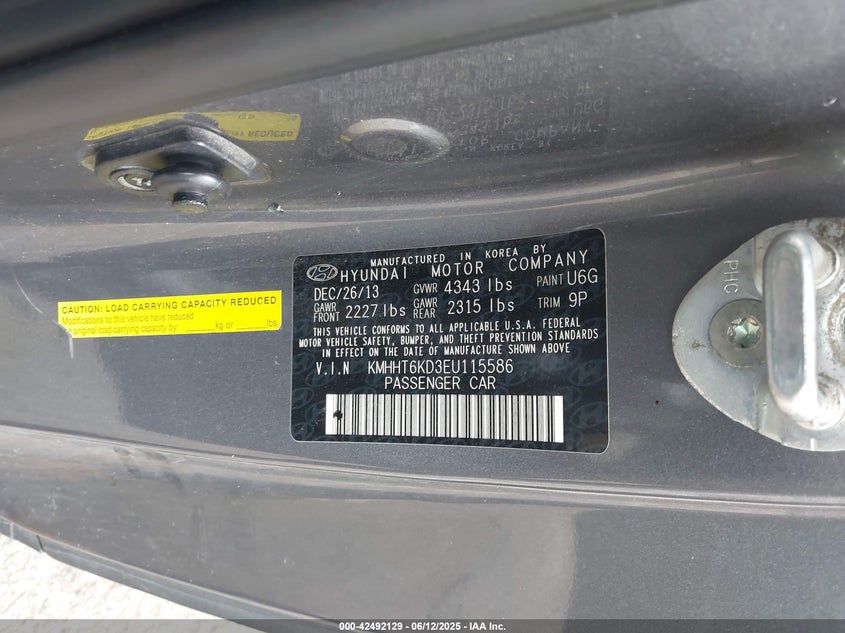 MANUFACTURED IN KOREA BY
HYUNDAI MOTOR COMPANY
DEC/26/13 GVWR 4343 lbs PAINT U6G
GAWR FRONT 2227 lbs GAWR REAR 2315 lbs TRIM 9P
THIS VEHICLE CONFORMS TO ALL APPLICABLE U.S.A. FEDERAL
MOTOR VEHICLE SAFETY, BUMPER, AND THEFT PREVENTION STANDARDS
IN EFFECT ON THE DATE OF MANUFACTURE SHOWN ABOVE.
V.I.N KMHHT6KD3EU115586
PASSENGER CAR
CAUTION: LOAD CARRYING CAPACITY REDUCED
Modifications to this vehicle have reduced
original load carrying capacity by: kg or lbs
PHC
000-42492129 - 06/12/2025 - IAA Inc.